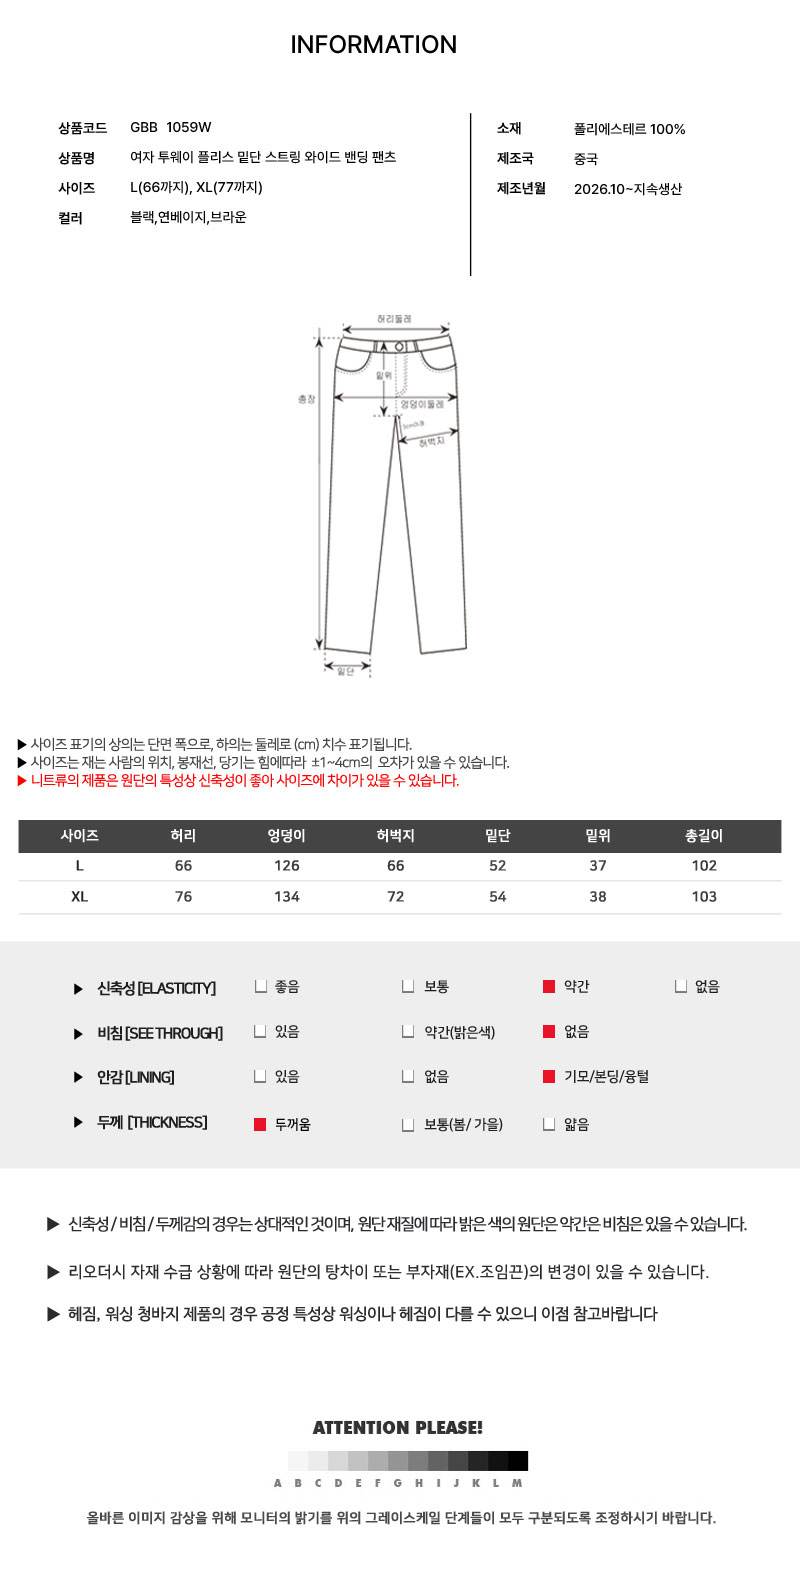 INFORMATION
상품코드 GBB 1059W
상품명 여자 투웨이 플리스 밑단 스트링 와이드 밴딩 팬츠
사이즈 L(66까지), XL(77까지)
컬러 블랙,연베이지,브라운
소재 폴리에스테르 100%
제조국 중국
제조년월 2026.10~지속생산
허리둘레
밑위
총장
엉덩이둘레
허벅지
밑단
▶ 사이즈 표기의 상의는 단면 폭으로, 하의는 둘레로 (cm) 치수 표기됩니다.
▶ 사이즈는 재는 사람의 위치, 봉재선, 당기는 힘에따라 ±1~4cm의 오차가 있을 수 있습니다.
▶ 니트류의 제품은 원단의 특성상 신축성이 좋아 사이즈에 차이가 있을 수 있습니다.
사이즈 허리 엉덩이 허벅지 밑단 밑위 총길이
L 66 126 66 52 37 102
XL 76 134 72 54 38 103
▶ 신축성 [ELASTICITY] 좋음 보통 약간 없음
▶ 비침 [SEE THROUGH] 있음 약간(밝은색) 없음
▶ 안감 [LINING] 있음 없음 기모/본딩/융털
▶ 두께 [THICKNESS] 두꺼움 보통(봄/ 가을) 얇음
▶ 신축성 / 비침 / 두께감의 경우는 상대적인 것이며, 원단 재질에 따라 밝은 색의 원단은 약간은 비침은 있을 수 있습니다.
▶ 리오더시 자재 수급 상황에 따라 원단의 탕차이 또는 부자재(EX.조임끈)의 변경이 있을 수 있습니다.
▶ 헤짐, 워싱 청바지 제품의 경우 공정 특성상 워싱이나 헤짐이 다를 수 있으니 이점 참고바랍니다
ATTENTION PLEASE!
A B C D E F G H I J K L M
올바른 이미지 감상을 위해 모니터의 밝기를 위의 그레이스케일 단계들이 모두 구분되도록 조정하시기 바랍니다.